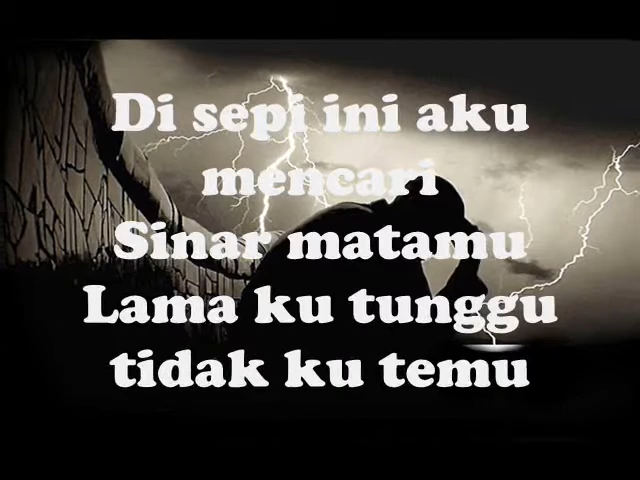 Di sepi ini aku
mencari
Sinar matamu
Lama ku tunggu
tidak ku temu